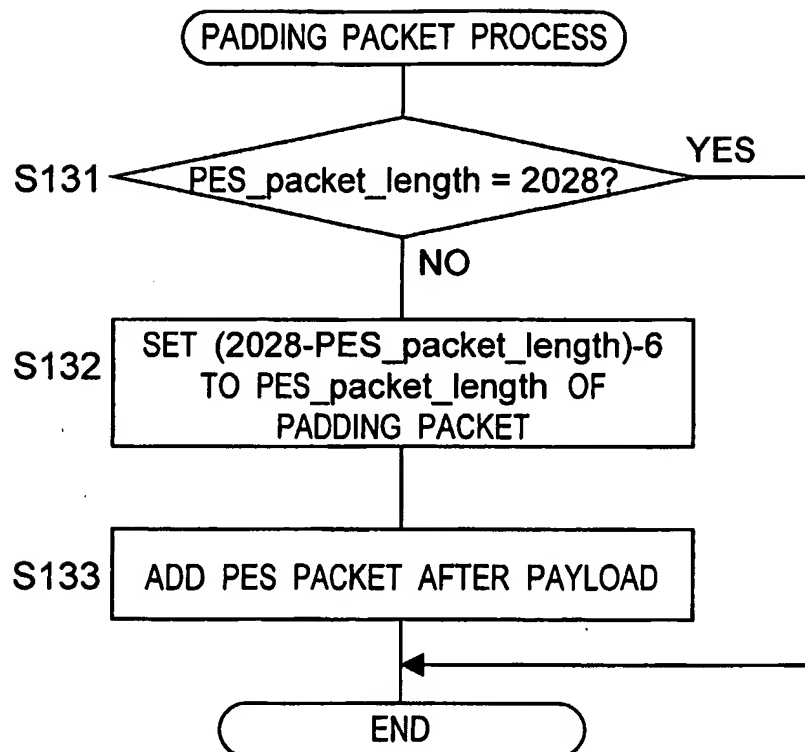 PADDING PACKET PROCESS
S131
PES_packet_length = 2028?
YES
NO
S132
SET (2028-PES_packet_length)-6
TO PES_packet_length OF
PADDING PACKET
S133
ADD PES PACKET AFTER PAYLOAD
END